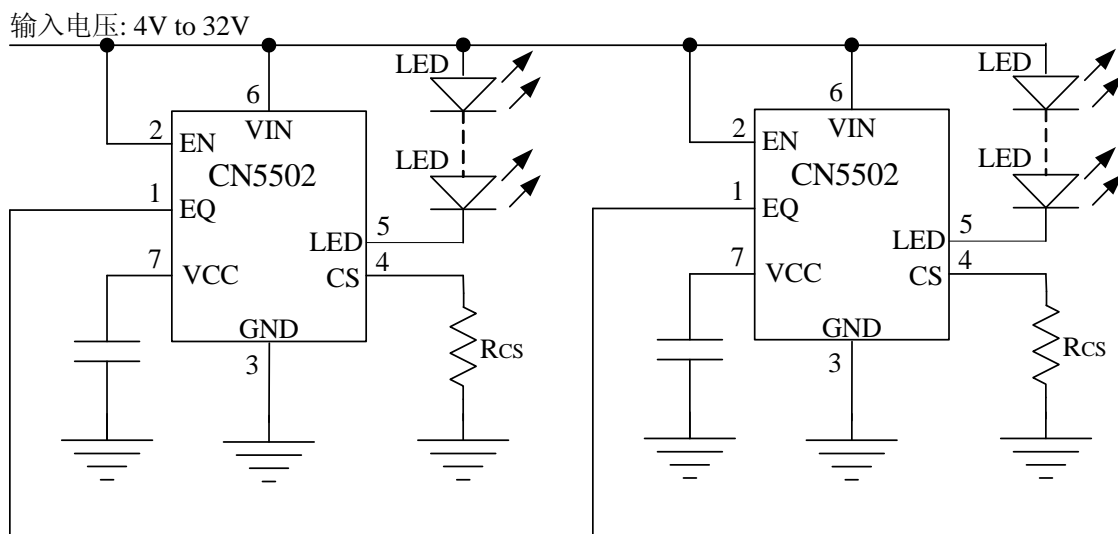 输入电压: 4V to 32V
LED
6
VIN
2
EN
CN5502
LED
1
EQ
5
LED
7
VCC
4
CS
GND
3
RCS
LED
6
VIN
2
EN
CN5502
LED
1
EQ
5
LED
7
VCC
4
CS
GND
3
RCS